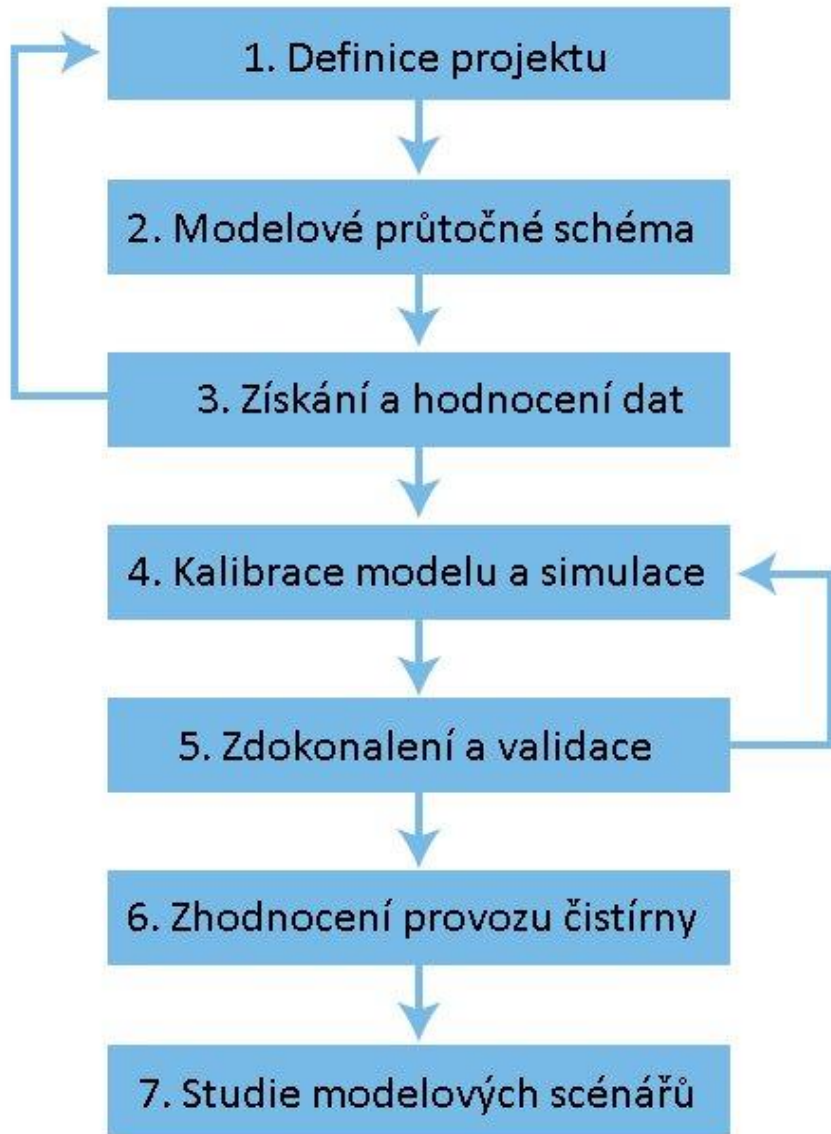 1. Definice projektu
2. Modelové průtočné schéma
3. Získání a hodnocení dat
4. Kalibrace modelu a simulace
5. Zdokonalení a validace
6. Zhodnocení provozu čistírny
7. Studie modelových scénářů